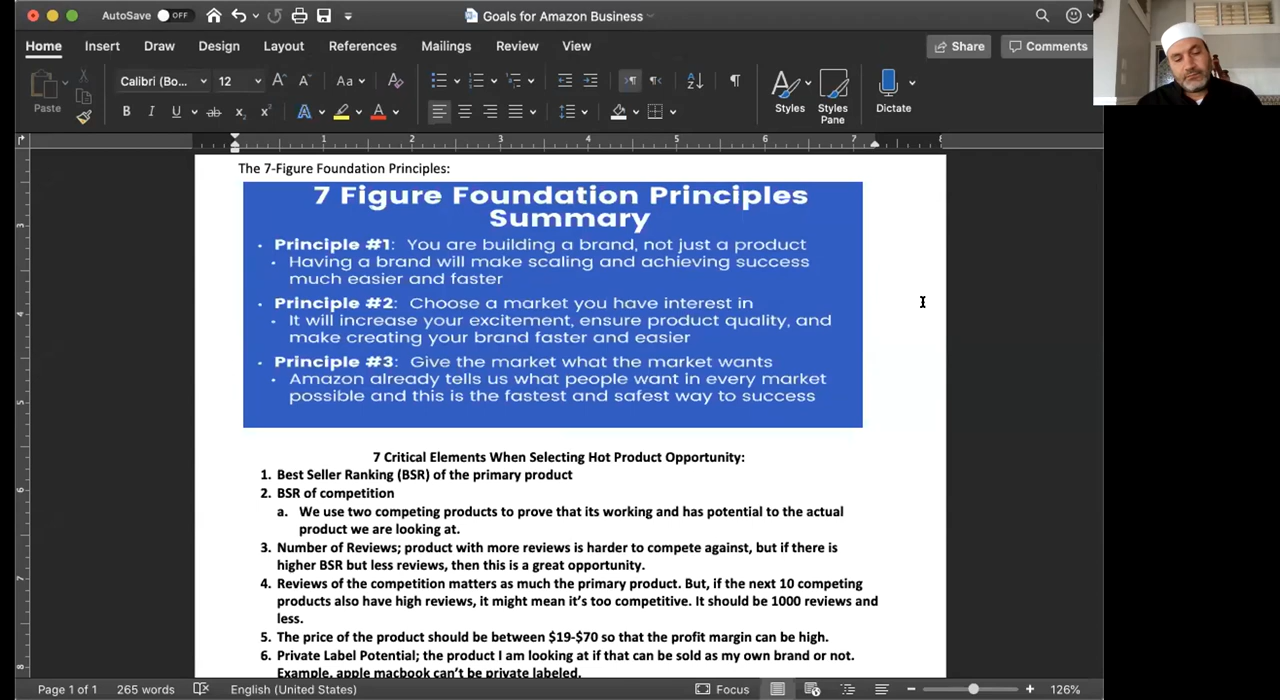 AutoSave OFF
Goals for Amazon Business
Home Insert Draw Design Layout References Mailings Review View
Share Comments
Paste
Calibri (Bo... 12
Styles
Styles Pane
Dictate
1 2 3 4 5 6 7
The 7-Figure Foundation Principles:
7 Figure Foundation Principles
Summary
Principle #1: You are building a brand, not just a product
Having a brand will make scaling and achieving success
much easier and faster
Principle #2: Choose a market you have interest in
It will increase your excitement, ensure product quality, and
make creating your brand faster and easier
Principle #3: Give the market what the market wants
Amazon already tells us what people want in every market
possible and this is the fastest and safest way to success
7 Critical Elements When Selecting Hot Product Opportunity:
1. Best Seller Ranking (BSR) of the primary product
2. BSR of competition
a. We use two competing products to prove that its working and has potential to the actual
product we are looking at.
3. Number of Reviews; product with more reviews is harder to compete against, but if there is
higher BSR but less reviews, then this is a great opportunity.
4. Reviews of the competition matters as much the primary product. But, if the next 10 competing
products also have high reviews, it might mean it's too competitive. It should be 1000 reviews and
less.
5. The price of the product should be between $19-$70 so that the profit margin can be high.
6. Private Label Potential; the product I am looking at if that can be sold as my own brand or not.
Example, apple macbook can't be private labeled.
Page 1 of 1 265 words English (United States) Focus 126%